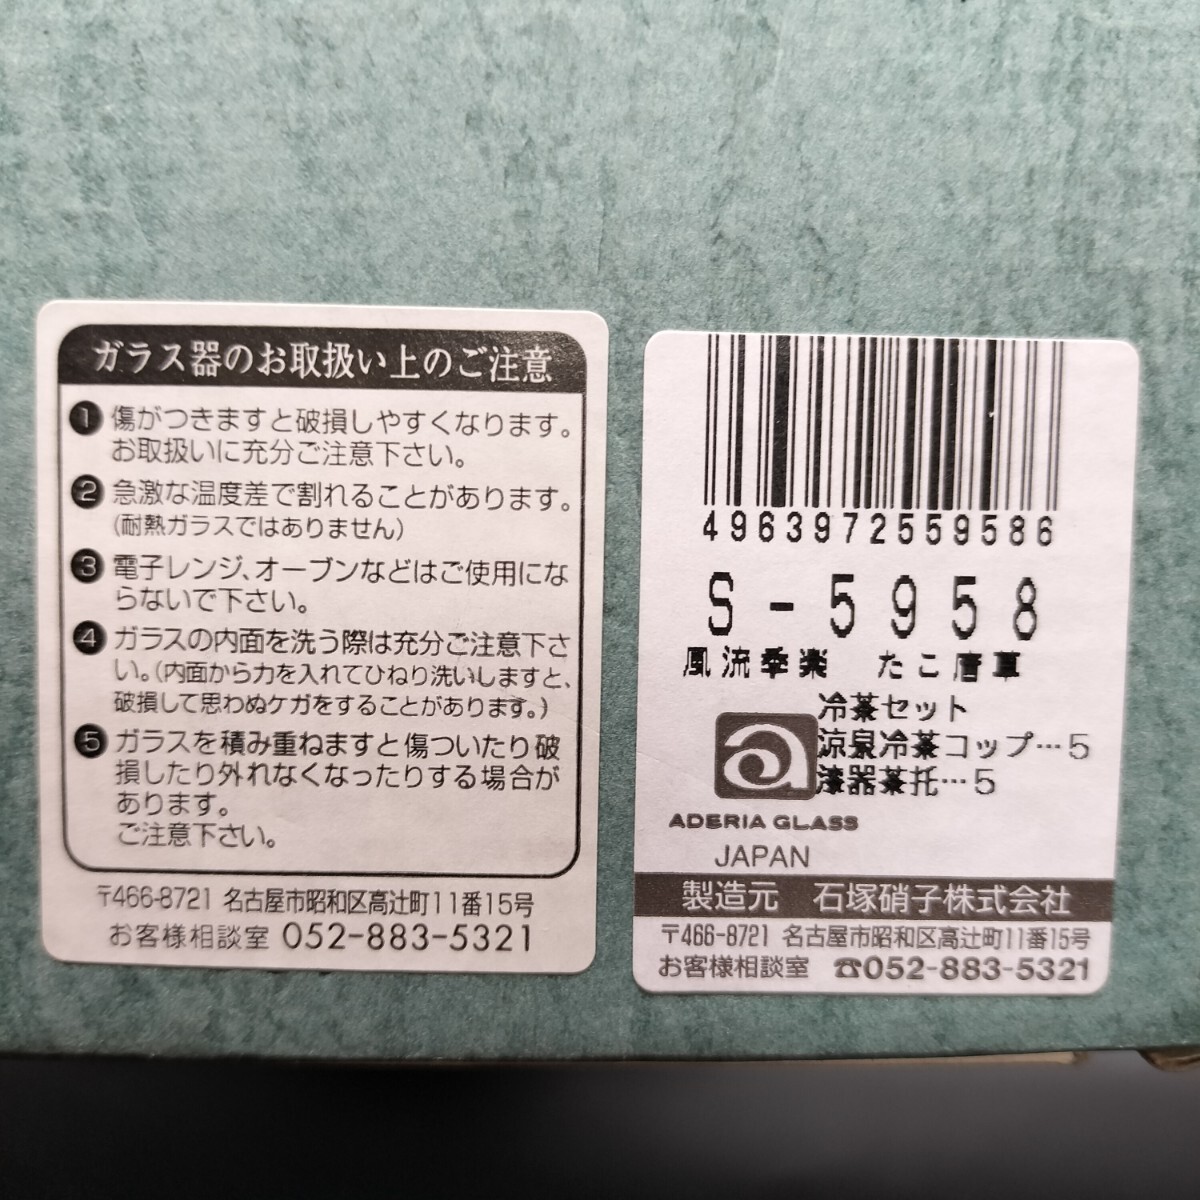 ガラス器のお取扱い上のご注意
❶ 傷がつきますと破損しやすくなります。
お取扱いに充分ご注意下さい。
❷ 急激な温度差で割れることがあります。
(耐熱ガラスではありません)
❸ 電子レンジ、オーブンなどはご使用にな
らないで下さい。
❹ ガラスの内面を洗う際は充分ご注意下さ
い。(内面から力を入れてひねり洗いしますと、
破損して思わぬケガをすることがあります。)
❺ ガラスを積み重ねますと傷ついたり破
損したり外れなくなったりする場合が
あります。
ご注意下さい。
〒466-8721 名古屋市昭和区高辻町11番15号
お客様相談室 052-883-5321
4963972559586
S-5958
風流季楽 たこ唐草
冷茶セット
涼泉冷茶コップ…5
漆器茶托…5
a
ADERIA GLASS
JAPAN
製造元 石塚硝子株式会社
〒466-8721 名古屋市昭和区高辻町11番15号
お客様相談室 ☎052-883-5321